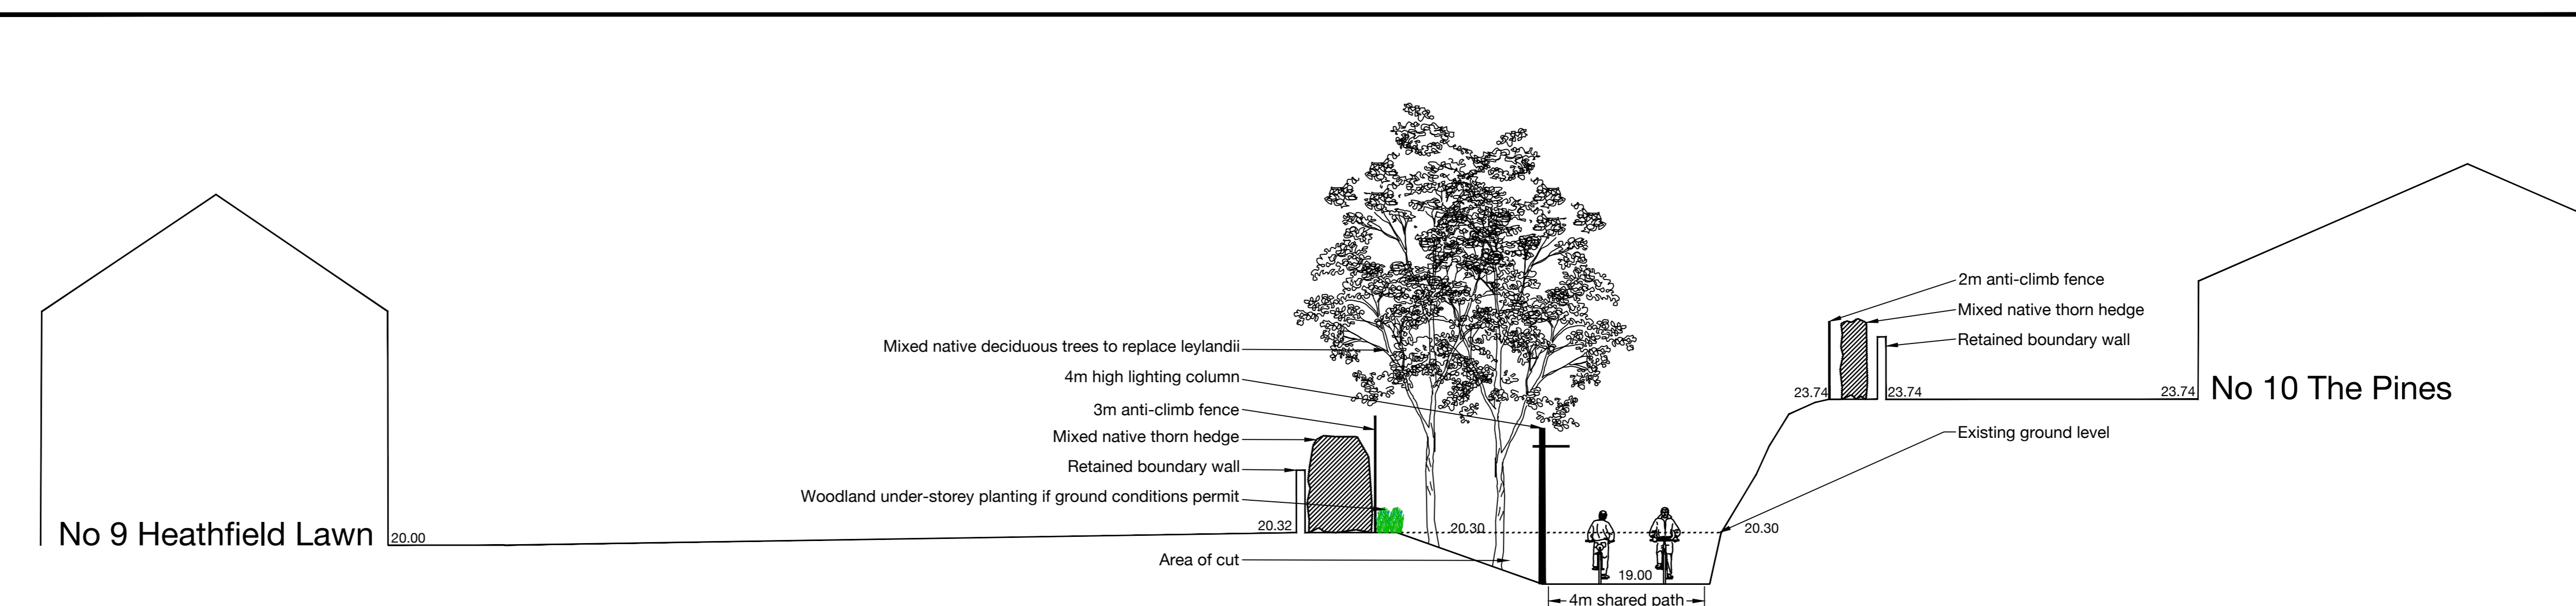 Mixed native deciduous trees to replace leylandii
4m high lighting column
3m anti-climb fence
Mixed native thorn hedge
Retained boundary wall
Woodland under-storey planting if ground conditions permit
No 9 Heathfield Lawn
20.00
20.32
20.30
Area of cut
19.00
4m shared path
20.30
2m anti-climb fence
Mixed native thorn hedge
Retained boundary wall
23.74
23.74
23.74
No 10 The Pines
Existing ground level